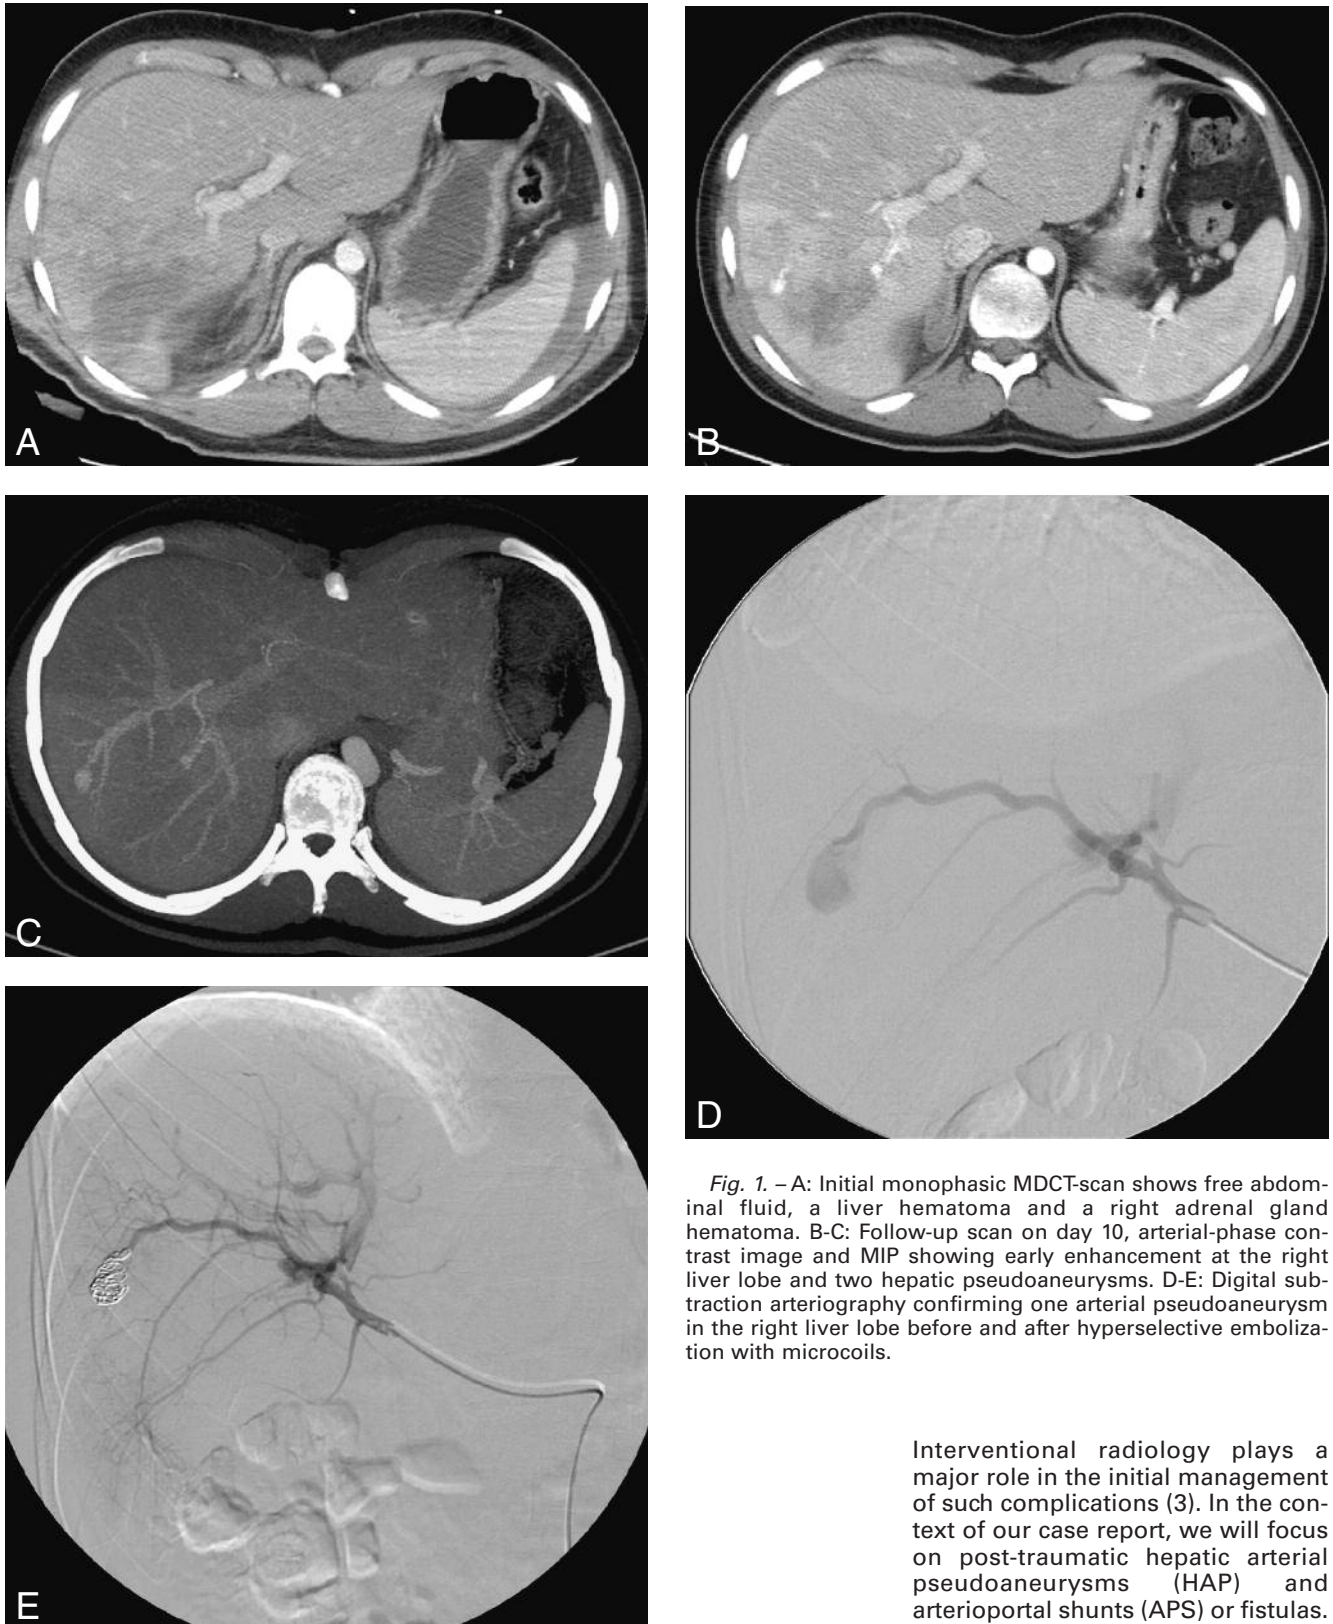 A
B
C
D
E
Fig. 1. – A: Initial monophasic MDCT-scan shows free abdom-
inal fluid, a liver hematoma and a right adrenal gland
hematoma. B-C: Follow-up scan on day 10, arterial-phase con-
trast image and MIP showing early enhancement at the right
liver lobe and two hepatic pseudoaneurysms. D-E: Digital sub-
traction arteriography confirming one arterial pseudoaneurysm
in the right liver lobe before and after hyperselective emboliza-
tion with microcoils.
Interventional radiology plays a
major role in the initial management
of such complications (3). In the con-
text of our case report, we will focus
on post-traumatic hepatic arterial
pseudoaneurysms (HAP) and
arterioportal shunts (APS) or fistulas.